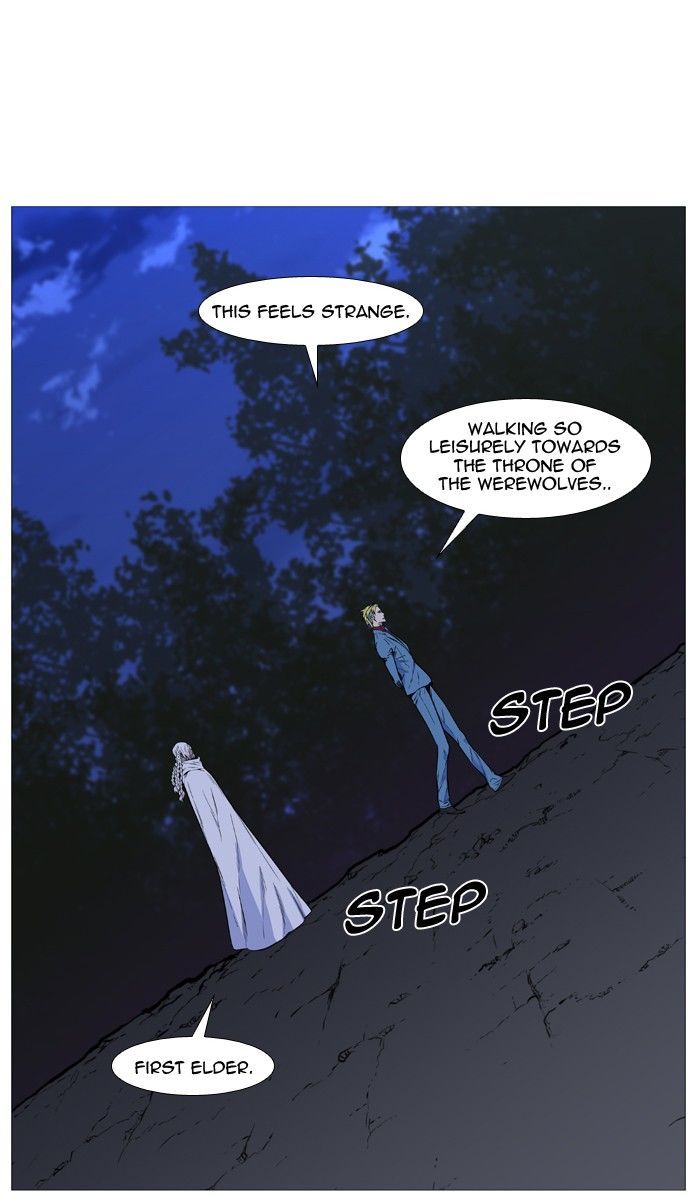 THIS FEELS STRANGE.
WALKING SO
LEISURELY TOWARDS
THE THRONE OF
THE WEREWOLVES..
STEP
STEP
FIRST ELDER.